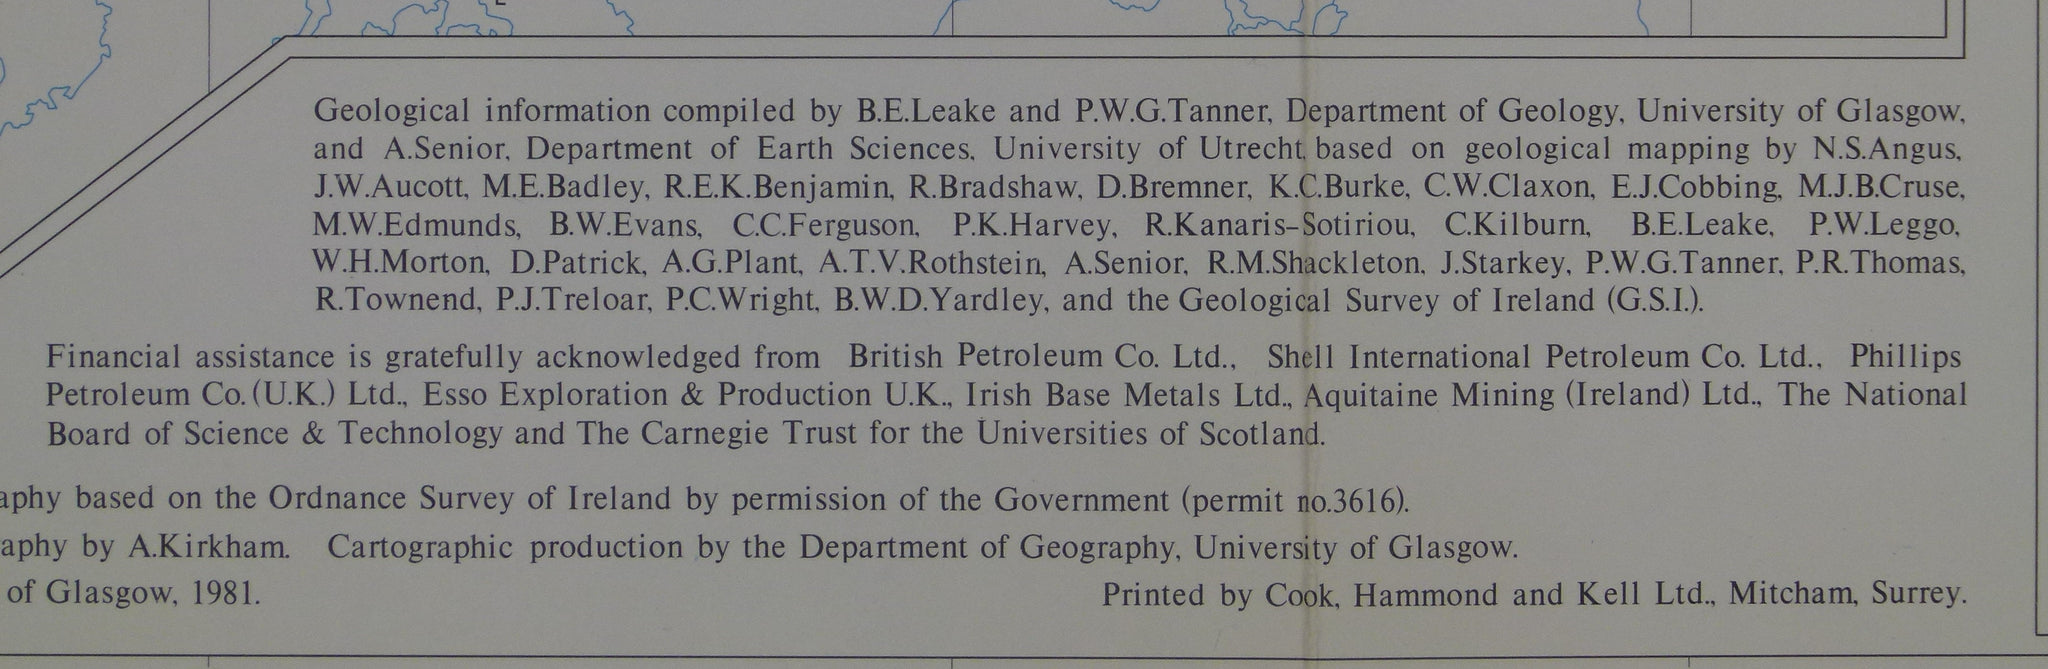 Geological information compiled by B.E.Leake and P.W.G.Tanner, Department of Geology, University of Glasgow,
and A.Senior, Department of Earth Sciences, University of Utrecht, based on geological mapping by N.S.Angus,
J.W.Aucott, M.E.Badley, R.E.K.Benjamin, R.Bradshaw, D.Bremner, K.C.Burke, C.W.Claxon, E.J.Cobbing, M.J.B.Cruse,
M.W.Edmunds, B.W.Evans, C.C.Ferguson, P.K.Harvey, R.Kanaris-Sotiriou, C.Kilburn, B.E.Leake, P.W.Leggo,
W.H.Morton, D.Patrick, A.G.Plant, A.T.V.Rothstein, A.Senior, R.M.Shackleton, J.Starkey, P.W.G.Tanner, P.R.Thomas,
R.Townend, P.J.Treloar, P.C.Wright, B.W.D.Yardley, and the Geological Survey of Ireland (G.S.I.).
Financial assistance is gratefully acknowledged from British Petroleum Co. Ltd., Shell International Petroleum Co. Ltd., Phillips
Petroleum Co. (U.K.) Ltd., Esso Exploration & Production U.K., Irish Base Metals Ltd., Aquitaine Mining (Ireland) Ltd., The National
Board of Science & Technology and The Carnegie Trust for the Universities of Scotland.
aphy based on the Ordnance Survey of Ireland by permission of the Government (permit no.3616).
aphy by A.Kirkham. Cartographic production by the Department of Geography, University of Glasgow.
of Glasgow, 1981. Printed by Cook, Hammond and Kell Ltd., Mitcham, Surrey.